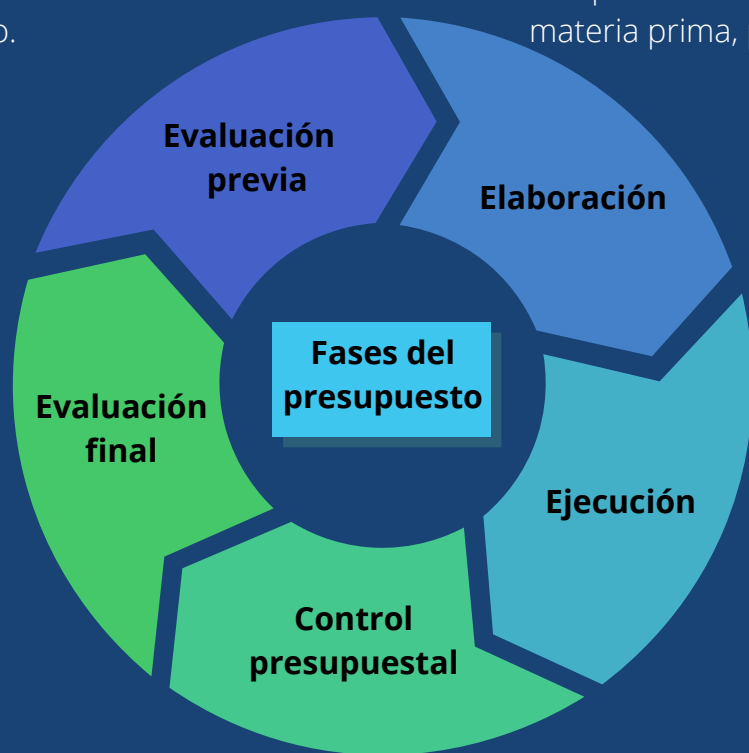 materia prima,
Evaluación
previa
Elaboración
Fases del
presupuesto
Evaluación
final
Ejecución
Control
presupuestal